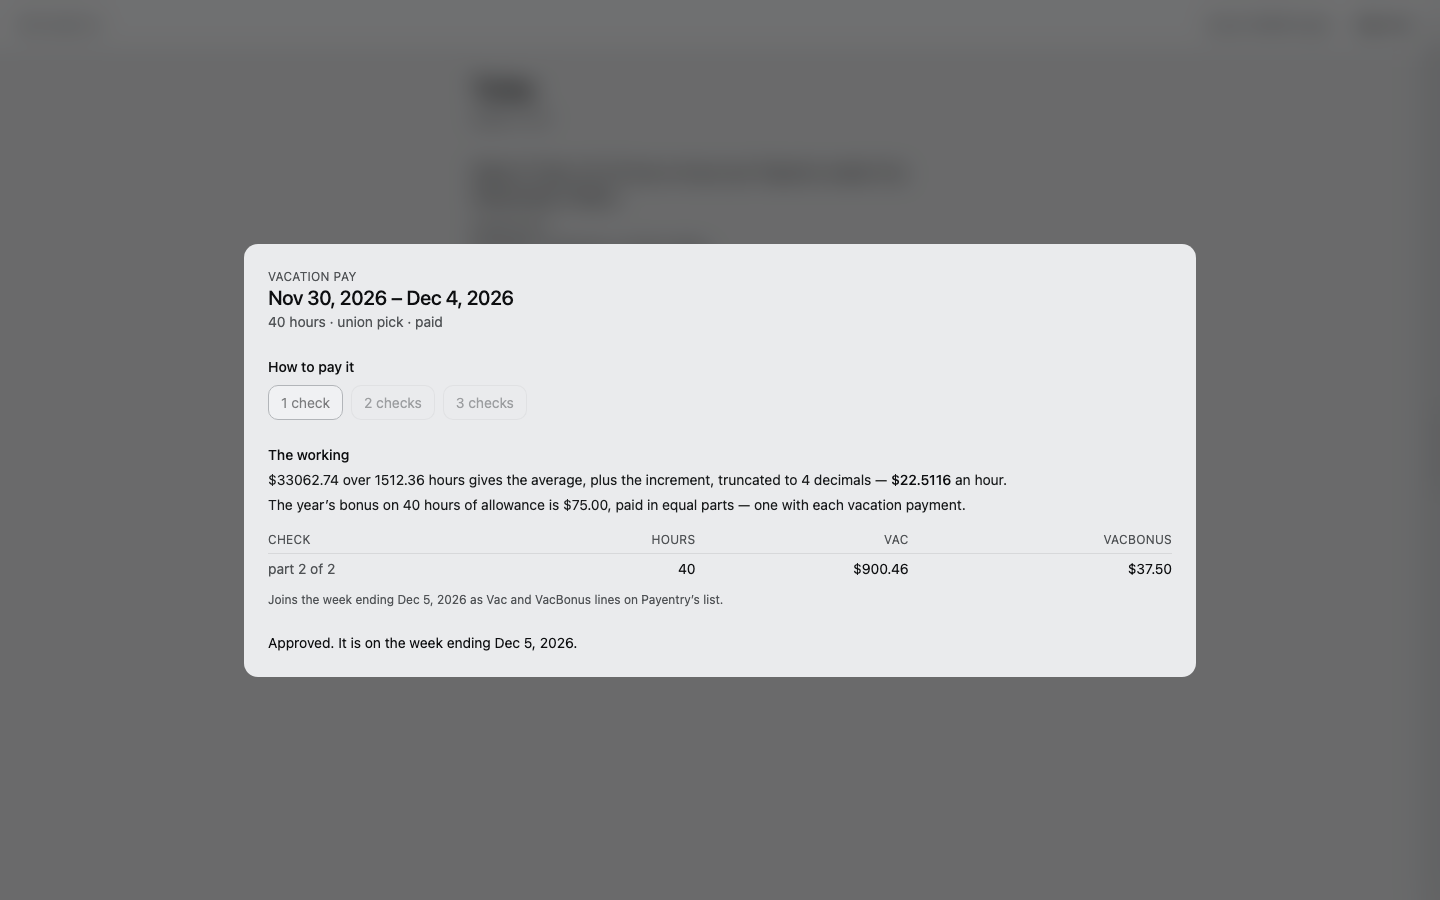 VACATION PAY
Nov 30, 2026 – Dec 4, 2026
40 hours · union pick · paid
How to pay it
1 check 2 checks 3 checks
The working
$33062.74 over 1512.36 hours gives the average, plus the increment, truncated to 4 decimals — $22.5116 an hour.
The year’s bonus on 40 hours of allowance is $75.00, paid in equal parts — one with each vacation payment.
CHECK HOURS VAC VACBONUS
part 2 of 2 40 $900.46 $37.50
Joins the week ending Dec 5, 2026 as Vac and VacBonus lines on Payentry’s list.
Approved. It is on the week ending Dec 5, 2026.